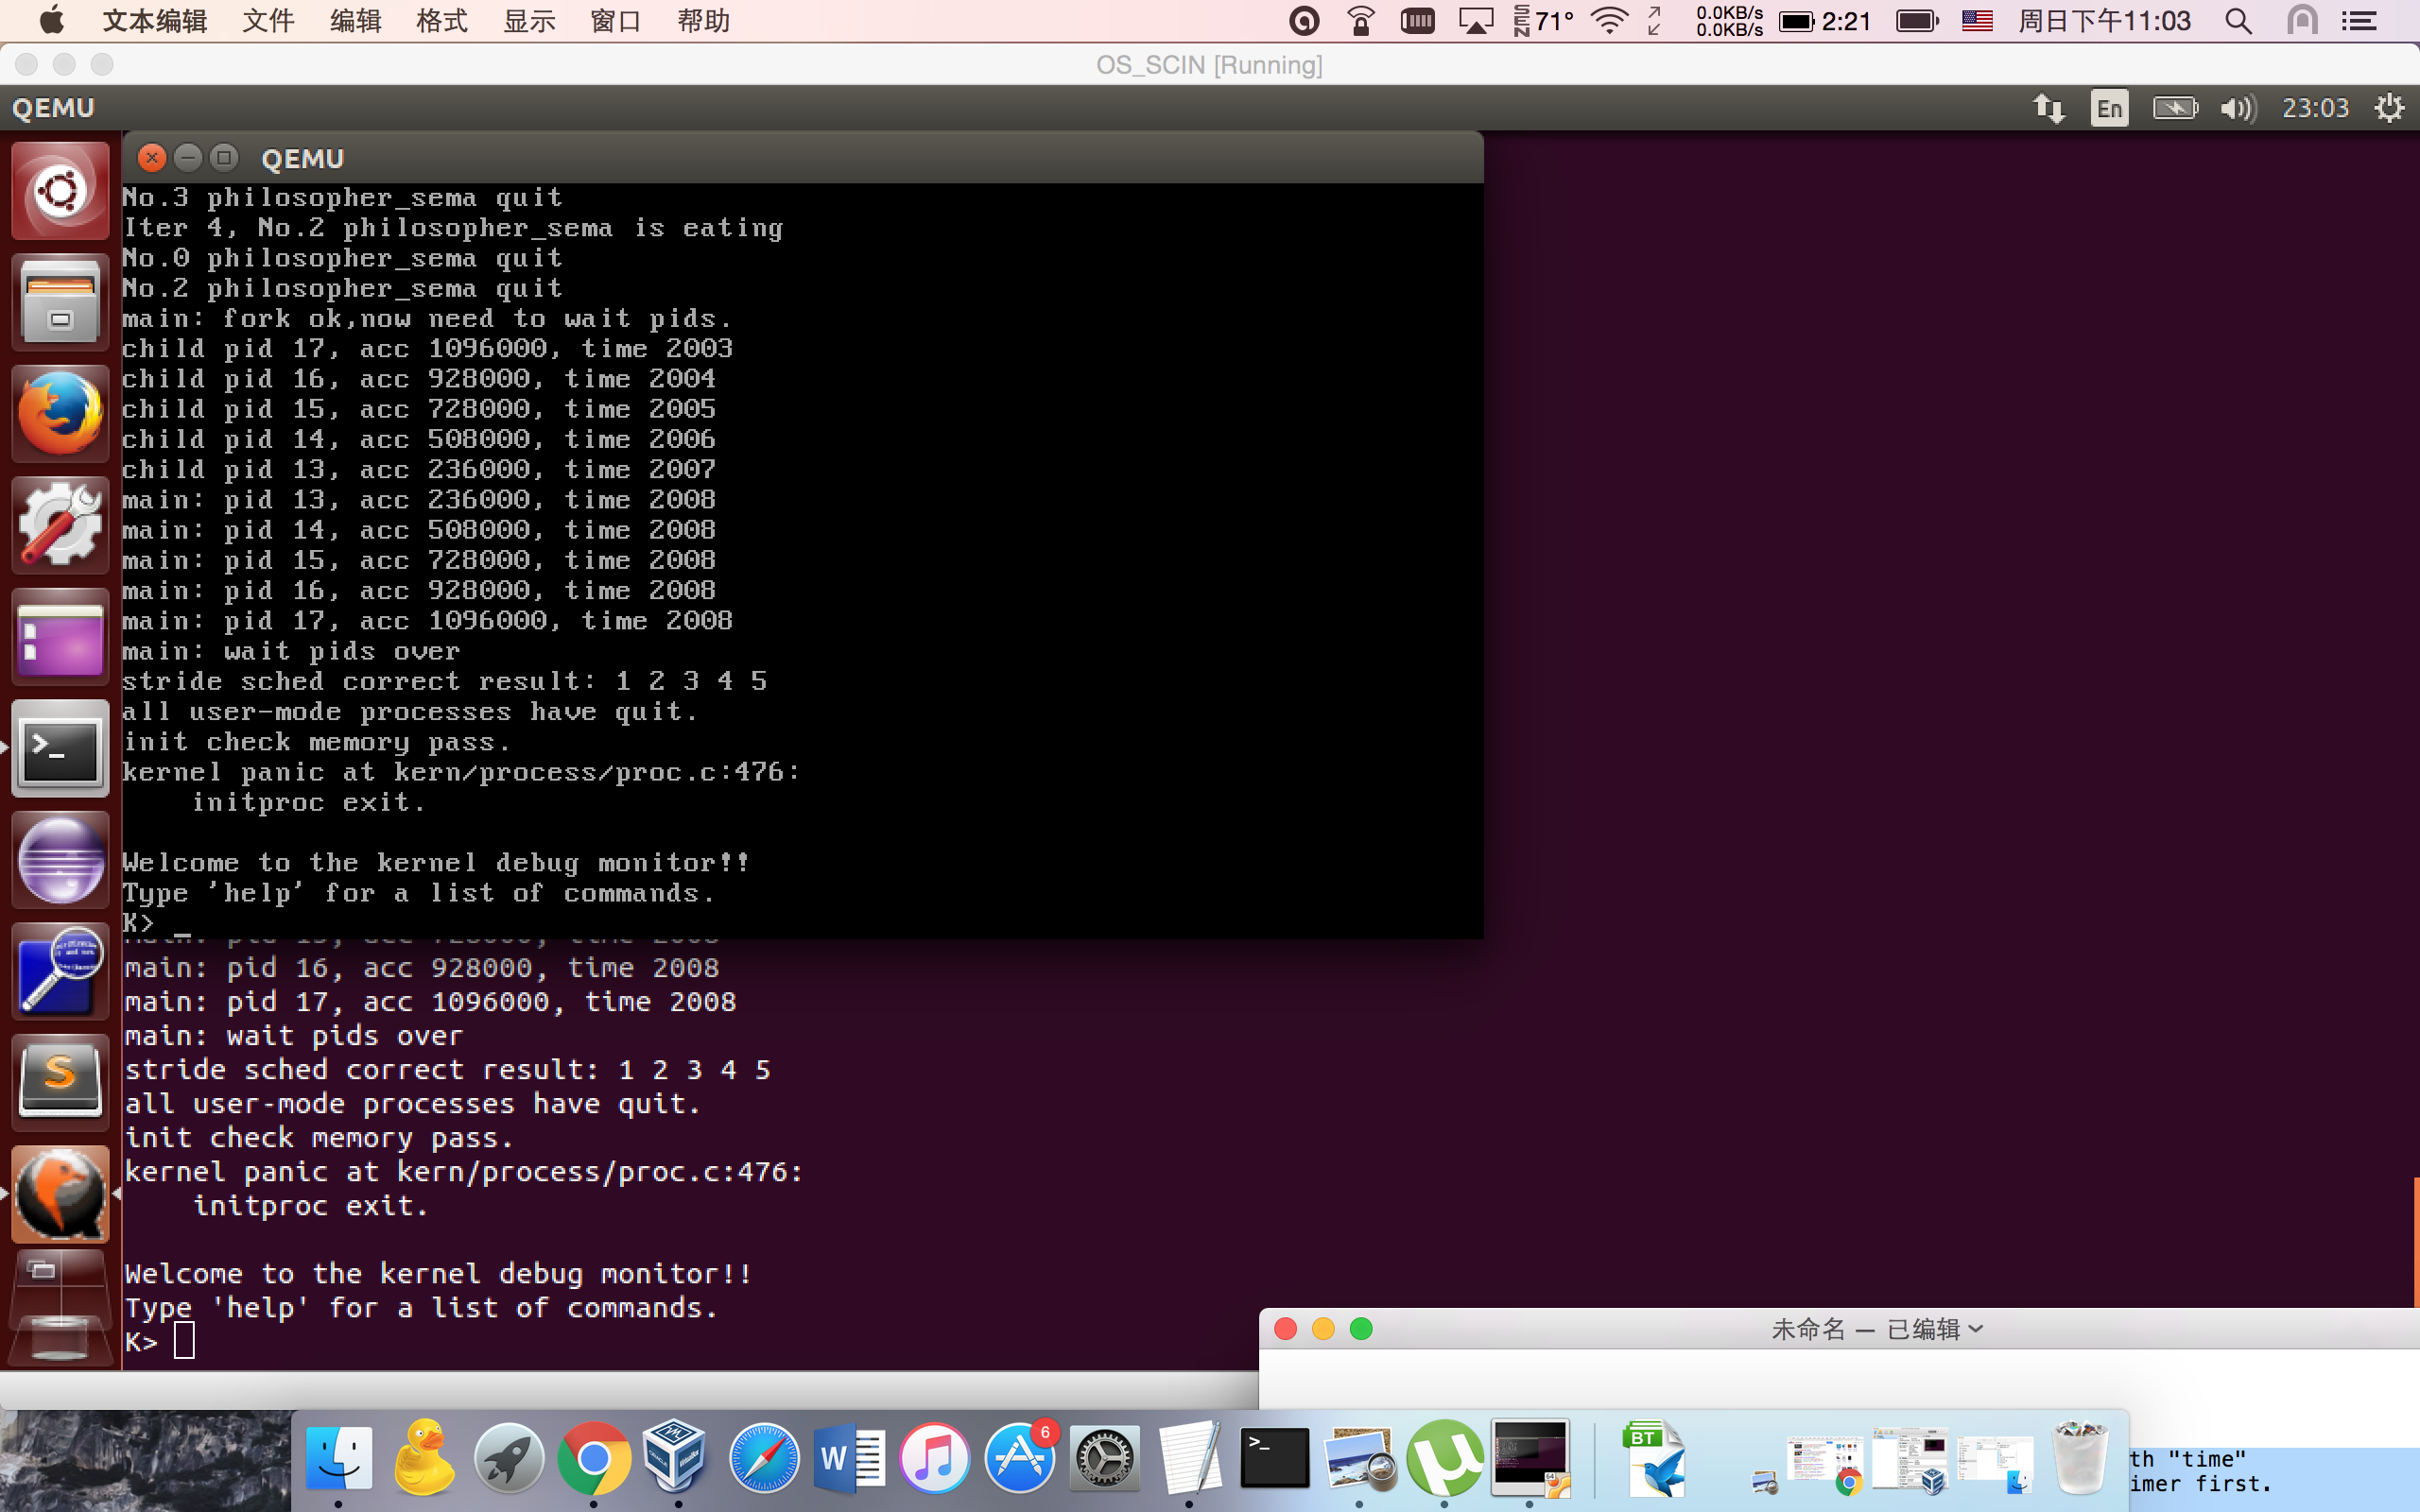 文本编辑 文件 编辑 格式 显示 窗口 帮助 SEN 71° 0.0KB/s 0.0KB/s 2:21 周日下午11:03
OS_SCIN [Running]
QEMU En 23:03
QEMU
No.3 philosopher_sema quit
Iter 4, No.2 philosopher_sema is eating
No.0 philosopher_sema quit
No.2 philosopher_sema quit
main: fork ok,now need to wait pids.
child pid 17, acc 1096000, time 2003
child pid 16, acc 928000, time 2004
child pid 15, acc 728000, time 2005
child pid 14, acc 508000, time 2006
child pid 13, acc 236000, time 2007
main: pid 13, acc 236000, time 2008
main: pid 14, acc 508000, time 2008
main: pid 15, acc 728000, time 2008
main: pid 16, acc 928000, time 2008
main: pid 17, acc 1096000, time 2008
main: wait pids over
stride sched correct result: 1 2 3 4 5
all user-mode processes have quit.
init check memory pass.
kernel panic at kern/process/proc.c:476:
initproc exit.
Welcome to the kernel debug monitor!!
Type 'help' for a list of commands.
K> _
main: pid 15, acc 728000, time 2008
main: pid 16, acc 928000, time 2008
main: pid 17, acc 1096000, time 2008
main: wait pids over
stride sched correct result: 1 2 3 4 5
all user-mode processes have quit.
init check memory pass.
kernel panic at kern/process/proc.c:476:
initproc exit.
Welcome to the kernel debug monitor!!
Type 'help' for a list of commands.
K>
未命名 — 已编辑
6
W
BT
64
th "time"
imer first.